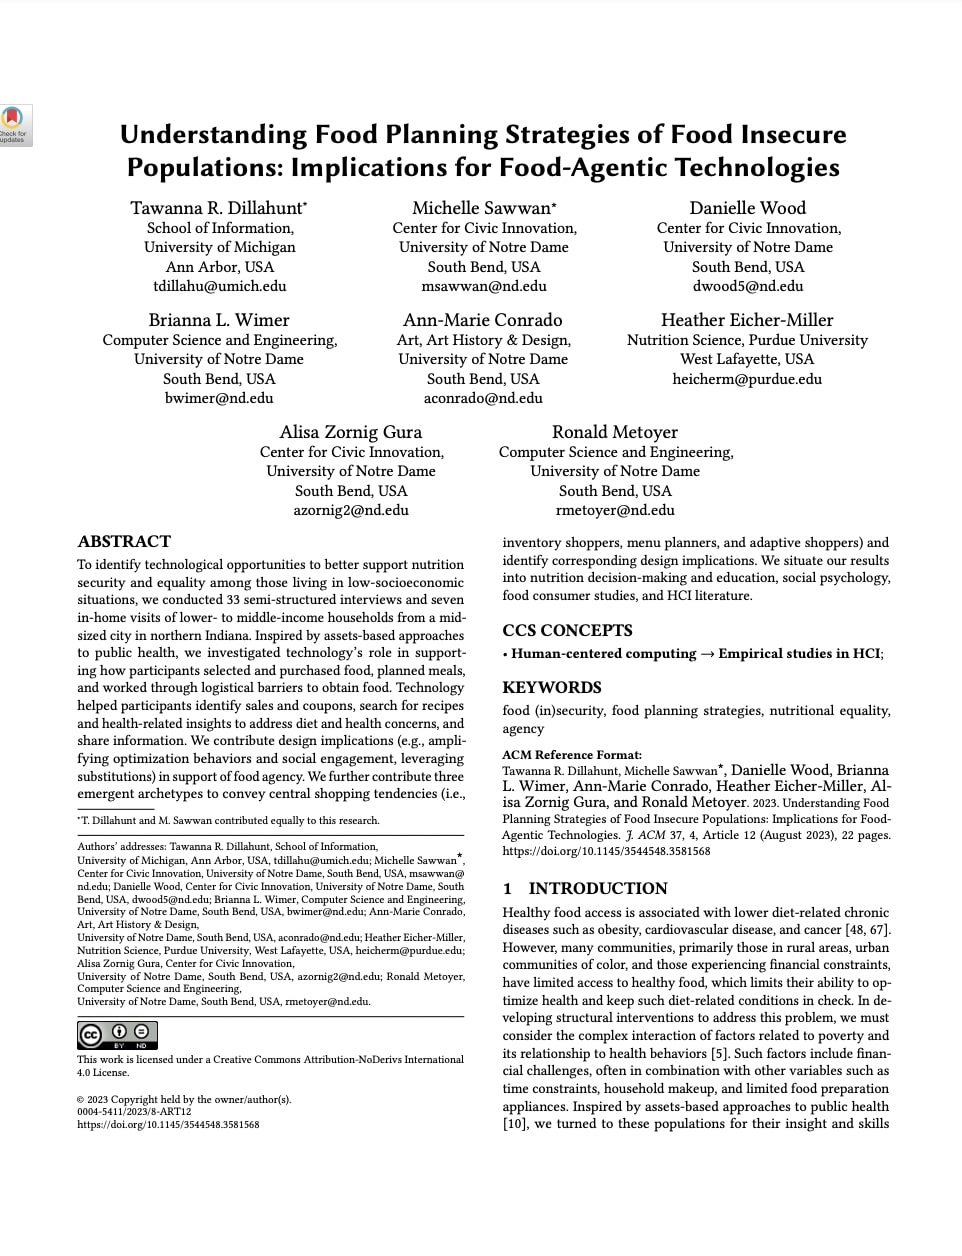 Check for
updates
Understanding Food Planning Strategies of Food Insecure
Populations: Implications for Food-Agentic Technologies
Tawanna R. Dillahunt*
School of Information,
University of Michigan
Ann Arbor, USA
tdillahu@umich.edu
Michelle Sawwan*
Center for Civic Innovation,
University of Notre Dame
South Bend, USA
msawwan@nd.edu
Danielle Wood
Center for Civic Innovation,
University of Notre Dame
South Bend, USA
dwood5@nd.edu
Brianna L. Wimer
Computer Science and Engineering,
University of Notre Dame
South Bend, USA
bwimer@nd.edu
Ann-Marie Conrado
Art, Art History & Design,
University of Notre Dame
South Bend, USA
aconrado@nd.edu
Heather Eicher-Miller
Nutrition Science, Purdue University
West Lafayette, USA
heicherm@purdue.edu
Alisa Zornig Gura
Center for Civic Innovation,
University of Notre Dame
South Bend, USA
azornig2@nd.edu
Ronald Metoyer
Computer Science and Engineering,
University of Notre Dame
South Bend, USA
rmetoyer@nd.edu
ABSTRACT
To identify technological opportunities to better support nutrition
security and equality among those living in low-socioeconomic
situations, we conducted 33 semi-structured interviews and seven
in-home visits of lower- to middle-income households from a mid-
sized city in northern Indiana. Inspired by assets-based approaches
to public health, we investigated technology's role in support-
ing how participants selected and purchased food, planned meals,
and worked through logistical barriers to obtain food. Technology
helped participants identify sales and coupons, search for recipes
and health-related insights to address diet and health concerns, and
share information. We contribute design implications (e.g., ampli-
fying optimization behaviors and social engagement, leveraging
substitutions) in support of food agency. We further contribute three
emergent archetypes to convey central shopping tendencies (i.e.,
*T. Dillahunt and M. Sawwan contributed equally to this research.
Authors' addresses: Tawanna R. Dillahunt, School of Information,
University of Michigan, Ann Arbor, USA, tdillahu@umich.edu; Michelle Sawwan*,
Center for Civic Innovation, University of Notre Dame, South Bend, USA, msawwan@
nd.edu; Danielle Wood, Center for Civic Innovation, University of Notre Dame, South
Bend, USA, dwood5@nd.edu; Brianna L. Wimer, Computer Science and Engineering,
University of Notre Dame, South Bend, USA, bwimer@nd.edu; Ann-Marie Conrado,
Art, Art History & Design,
University of Notre Dame, South Bend, USA, aconrado@nd.edu; Heather Eicher-Miller,
Nutrition Science, Purdue University, West Lafayette, USA, heicherm@purdue.edu;
Alisa Zornig Gura, Center for Civic Innovation,
University of Notre Dame, South Bend, USA, azornig2@nd.edu; Ronald Metoyer,
Computer Science and Engineering,
University of Notre Dame, South Bend, USA, rmetoyer@nd.edu.
CC BY ND
This work is licensed under a Creative Commons Attribution-NoDerivs International
4.0 License.
© 2023 Copyright held by the owner/author(s).
0004-5411/2023/8-ART12
https://doi.org/10.1145/3544548.3581568
inventory shoppers, menu planners, and adaptive shoppers) and
identify corresponding design implications. We situate our results
into nutrition decision-making and education, social psychology,
food consumer studies, and HCI literature.
CCS CONCEPTS
• Human-centered computing → Empirical studies in HCI;
KEYWORDS
food (in)security, food planning strategies, nutritional equality,
agency
ACM Reference Format:
Tawanna R. Dillahunt, Michelle Sawwan*, Danielle Wood, Brianna
L. Wimer, Ann-Marie Conrado, Heather Eicher-Miller, Al-
isa Zornig Gura, and Ronald Metoyer. 2023. Understanding Food
Planning Strategies of Food Insecure Populations: Implications for Food-
Agentic Technologies. J. ACM 37, 4, Article 12 (August 2023), 22 pages.
https://doi.org/10.1145/3544548.3581568
1 INTRODUCTION
Healthy food access is associated with lower diet-related chronic
diseases such as obesity, cardiovascular disease, and cancer [48, 67].
However, many communities, primarily those in rural areas, urban
communities of color, and those experiencing financial constraints,
have limited access to healthy food, which limits their ability to op-
timize health and keep such diet-related conditions in check. In de-
veloping structural interventions to address this problem, we must
consider the complex interaction of factors related to poverty and
its relationship to health behaviors [5]. Such factors include finan-
cial challenges, often in combination with other variables such as
time constraints, household makeup, and limited food preparation
appliances. Inspired by assets-based approaches to public health
[10], we turned to these populations for their insight and skills